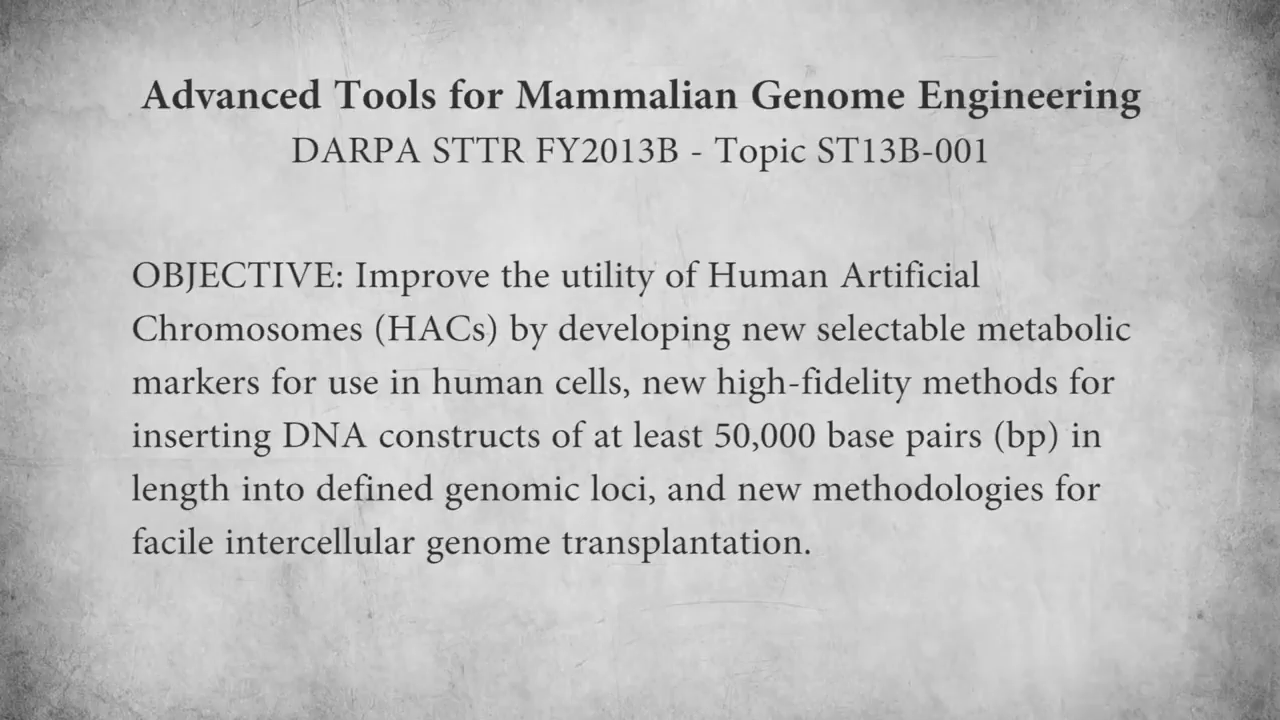 Advanced Tools for Mammalian Genome Engineering
DARPA STTR FY2013B - Topic ST13B-001
OBJECTIVE: Improve the utility of Human Artificial
Chromosomes (HACs) by developing new selectable metabolic
markers for use in human cells, new high-fidelity methods for
inserting DNA constructs of at least 50,000 base pairs (bp) in
length into defined genomic loci, and new methodologies for
facile intercellular genome transplantation.